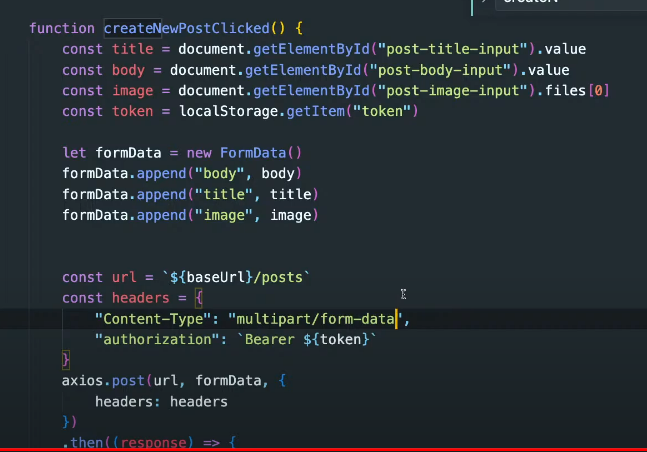 createN
function createNewPostClicked() {
const title = document.getElementById("post-title-input").value
const body = document.getElementById("post-body-input").value
const image = document.getElementById("post-image-input").files[0]
const token = localStorage.getItem("token")
let formData = new FormData()
formData.append("body", body)
formData.append("title", title)
formData.append("image", image)
const url = `${baseUrl}/posts`
const headers = {
"Content-Type": "multipart/form-data",
"authorization": `Bearer ${token}`
}
axios.post(url, formData, {
headers: headers
})
.then((response) => {